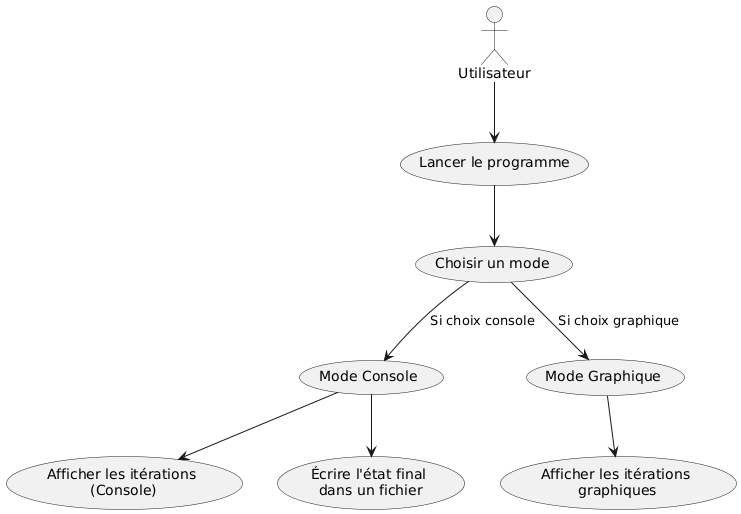 Utilisateur
Lancer le programme
Choisir un mode
Si choix console
Si choix graphique
Mode Console
Mode Graphique
Afficher les itérations
(Console)
Écrire l'état final
dans un fichier
Afficher les itérations
graphiques